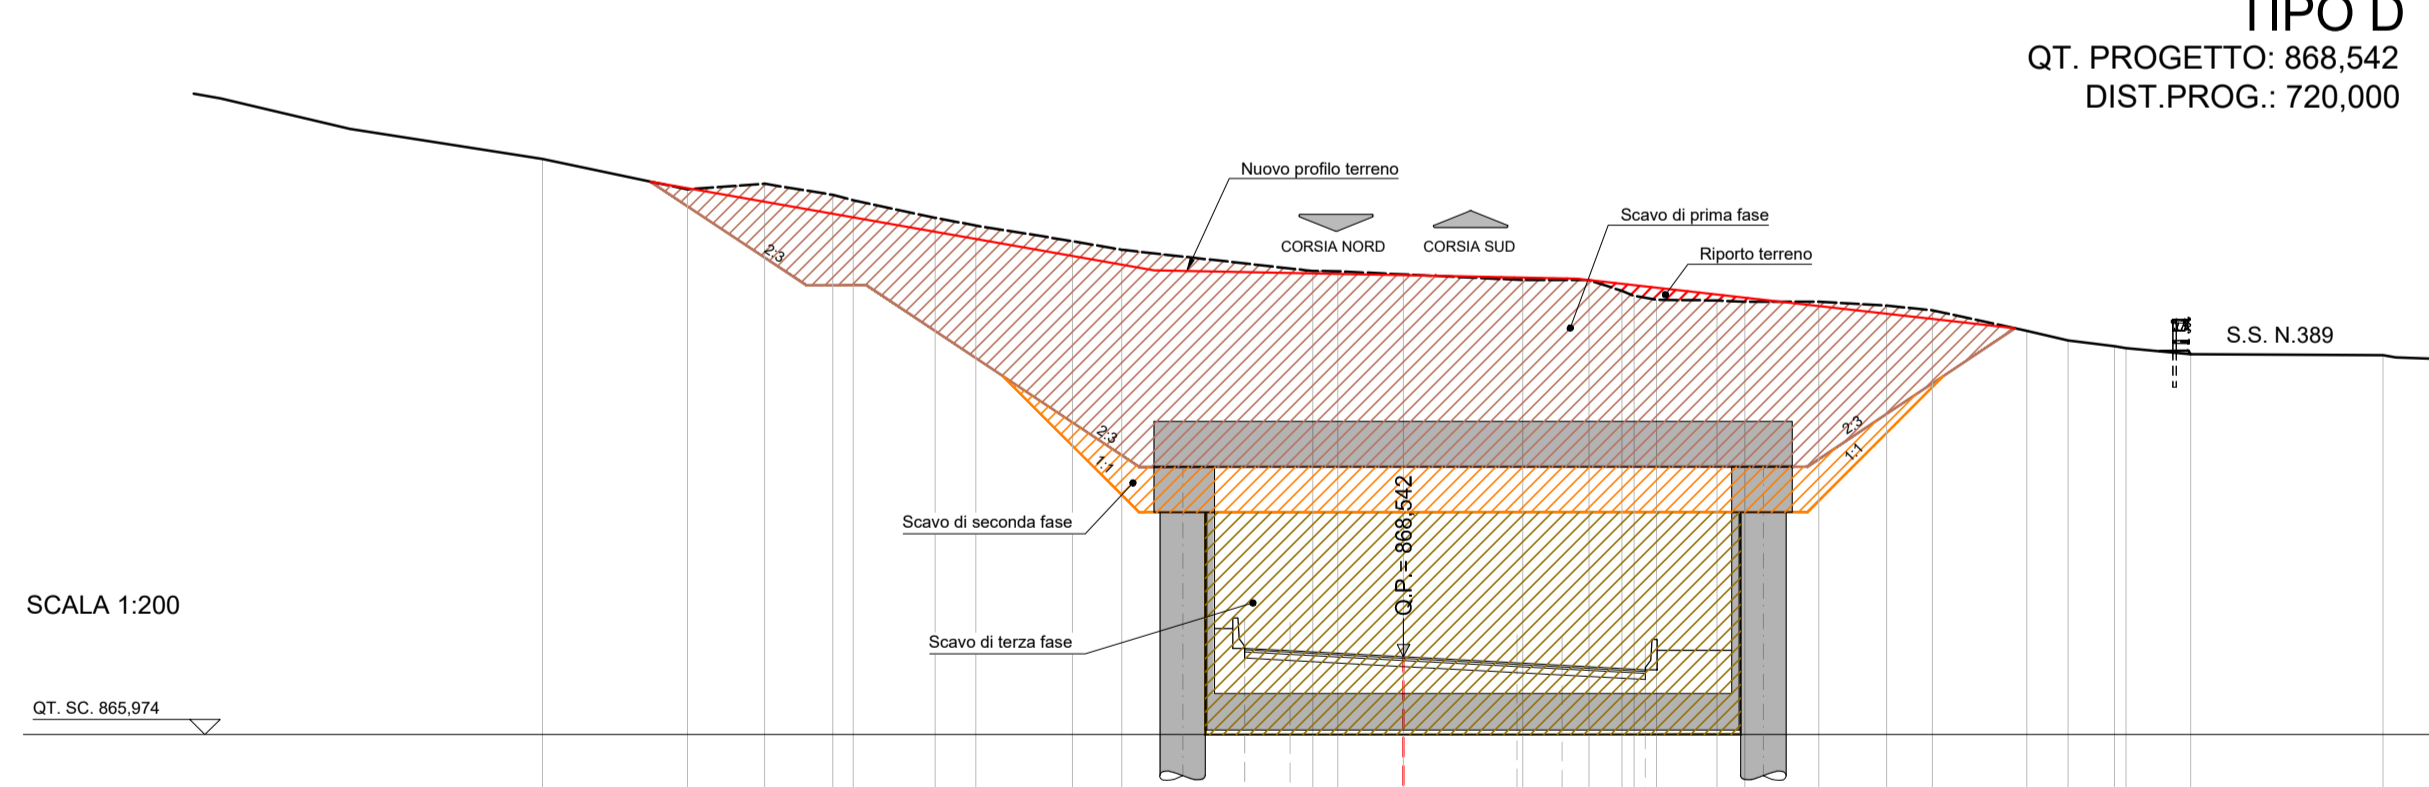 TIPO D
QT. PROGETTO: 868,542
DIST.PROG.: 720,000
Nuovo profilo terreno
Scavo di prima fase
CORSIA NORD
CORSIA SUD
Riporto terreno
2:3
S.S. N.389
2:3
1:1
2:3
1:1
Scavo di seconda fase
Q.P.= 868,542
SCALA 1:200
Scavo di terza fase
QT. SC. 865,974